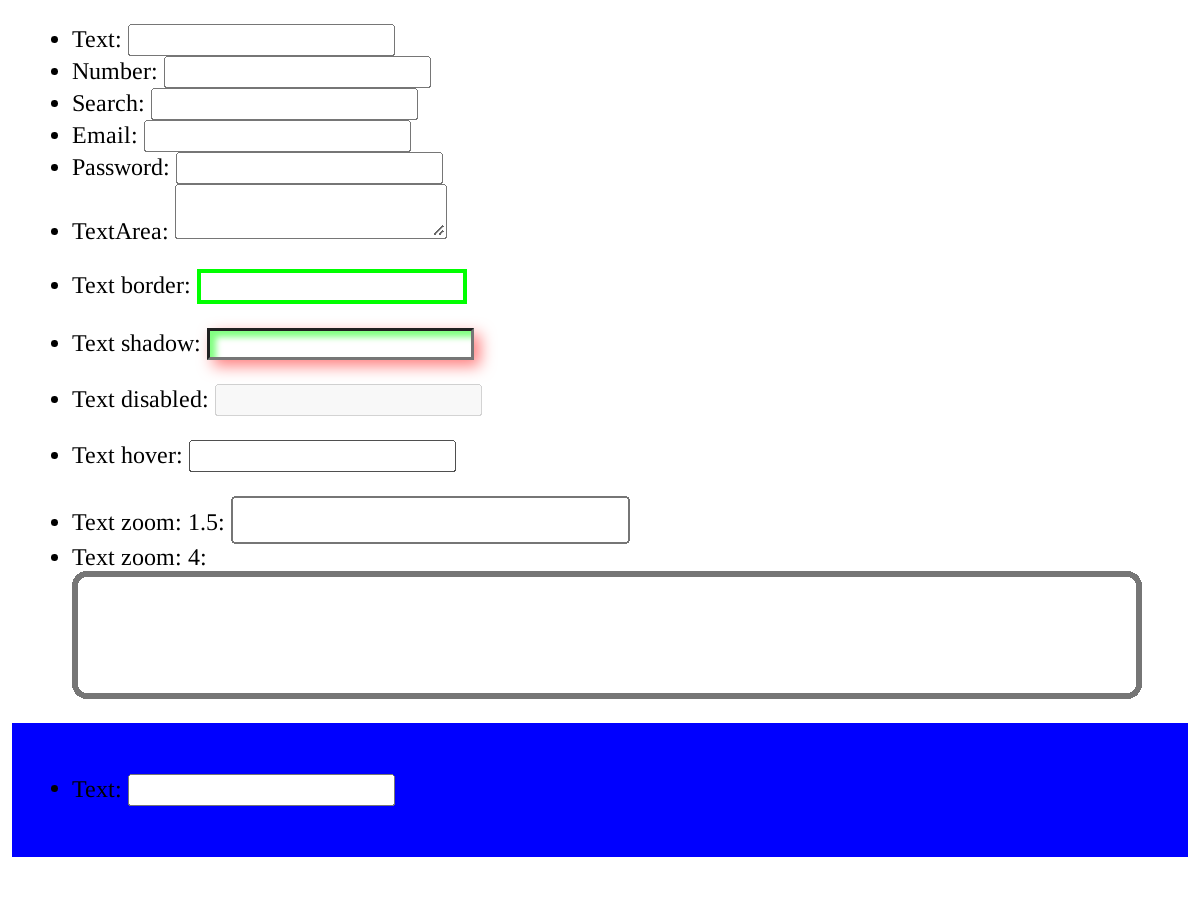 Text:
Number:
Search:
Email:
Password:
TextArea:
Text border:
Text shadow:
Text disabled:
Text hover:
Text zoom: 1.5:
Text zoom: 4:
Text: